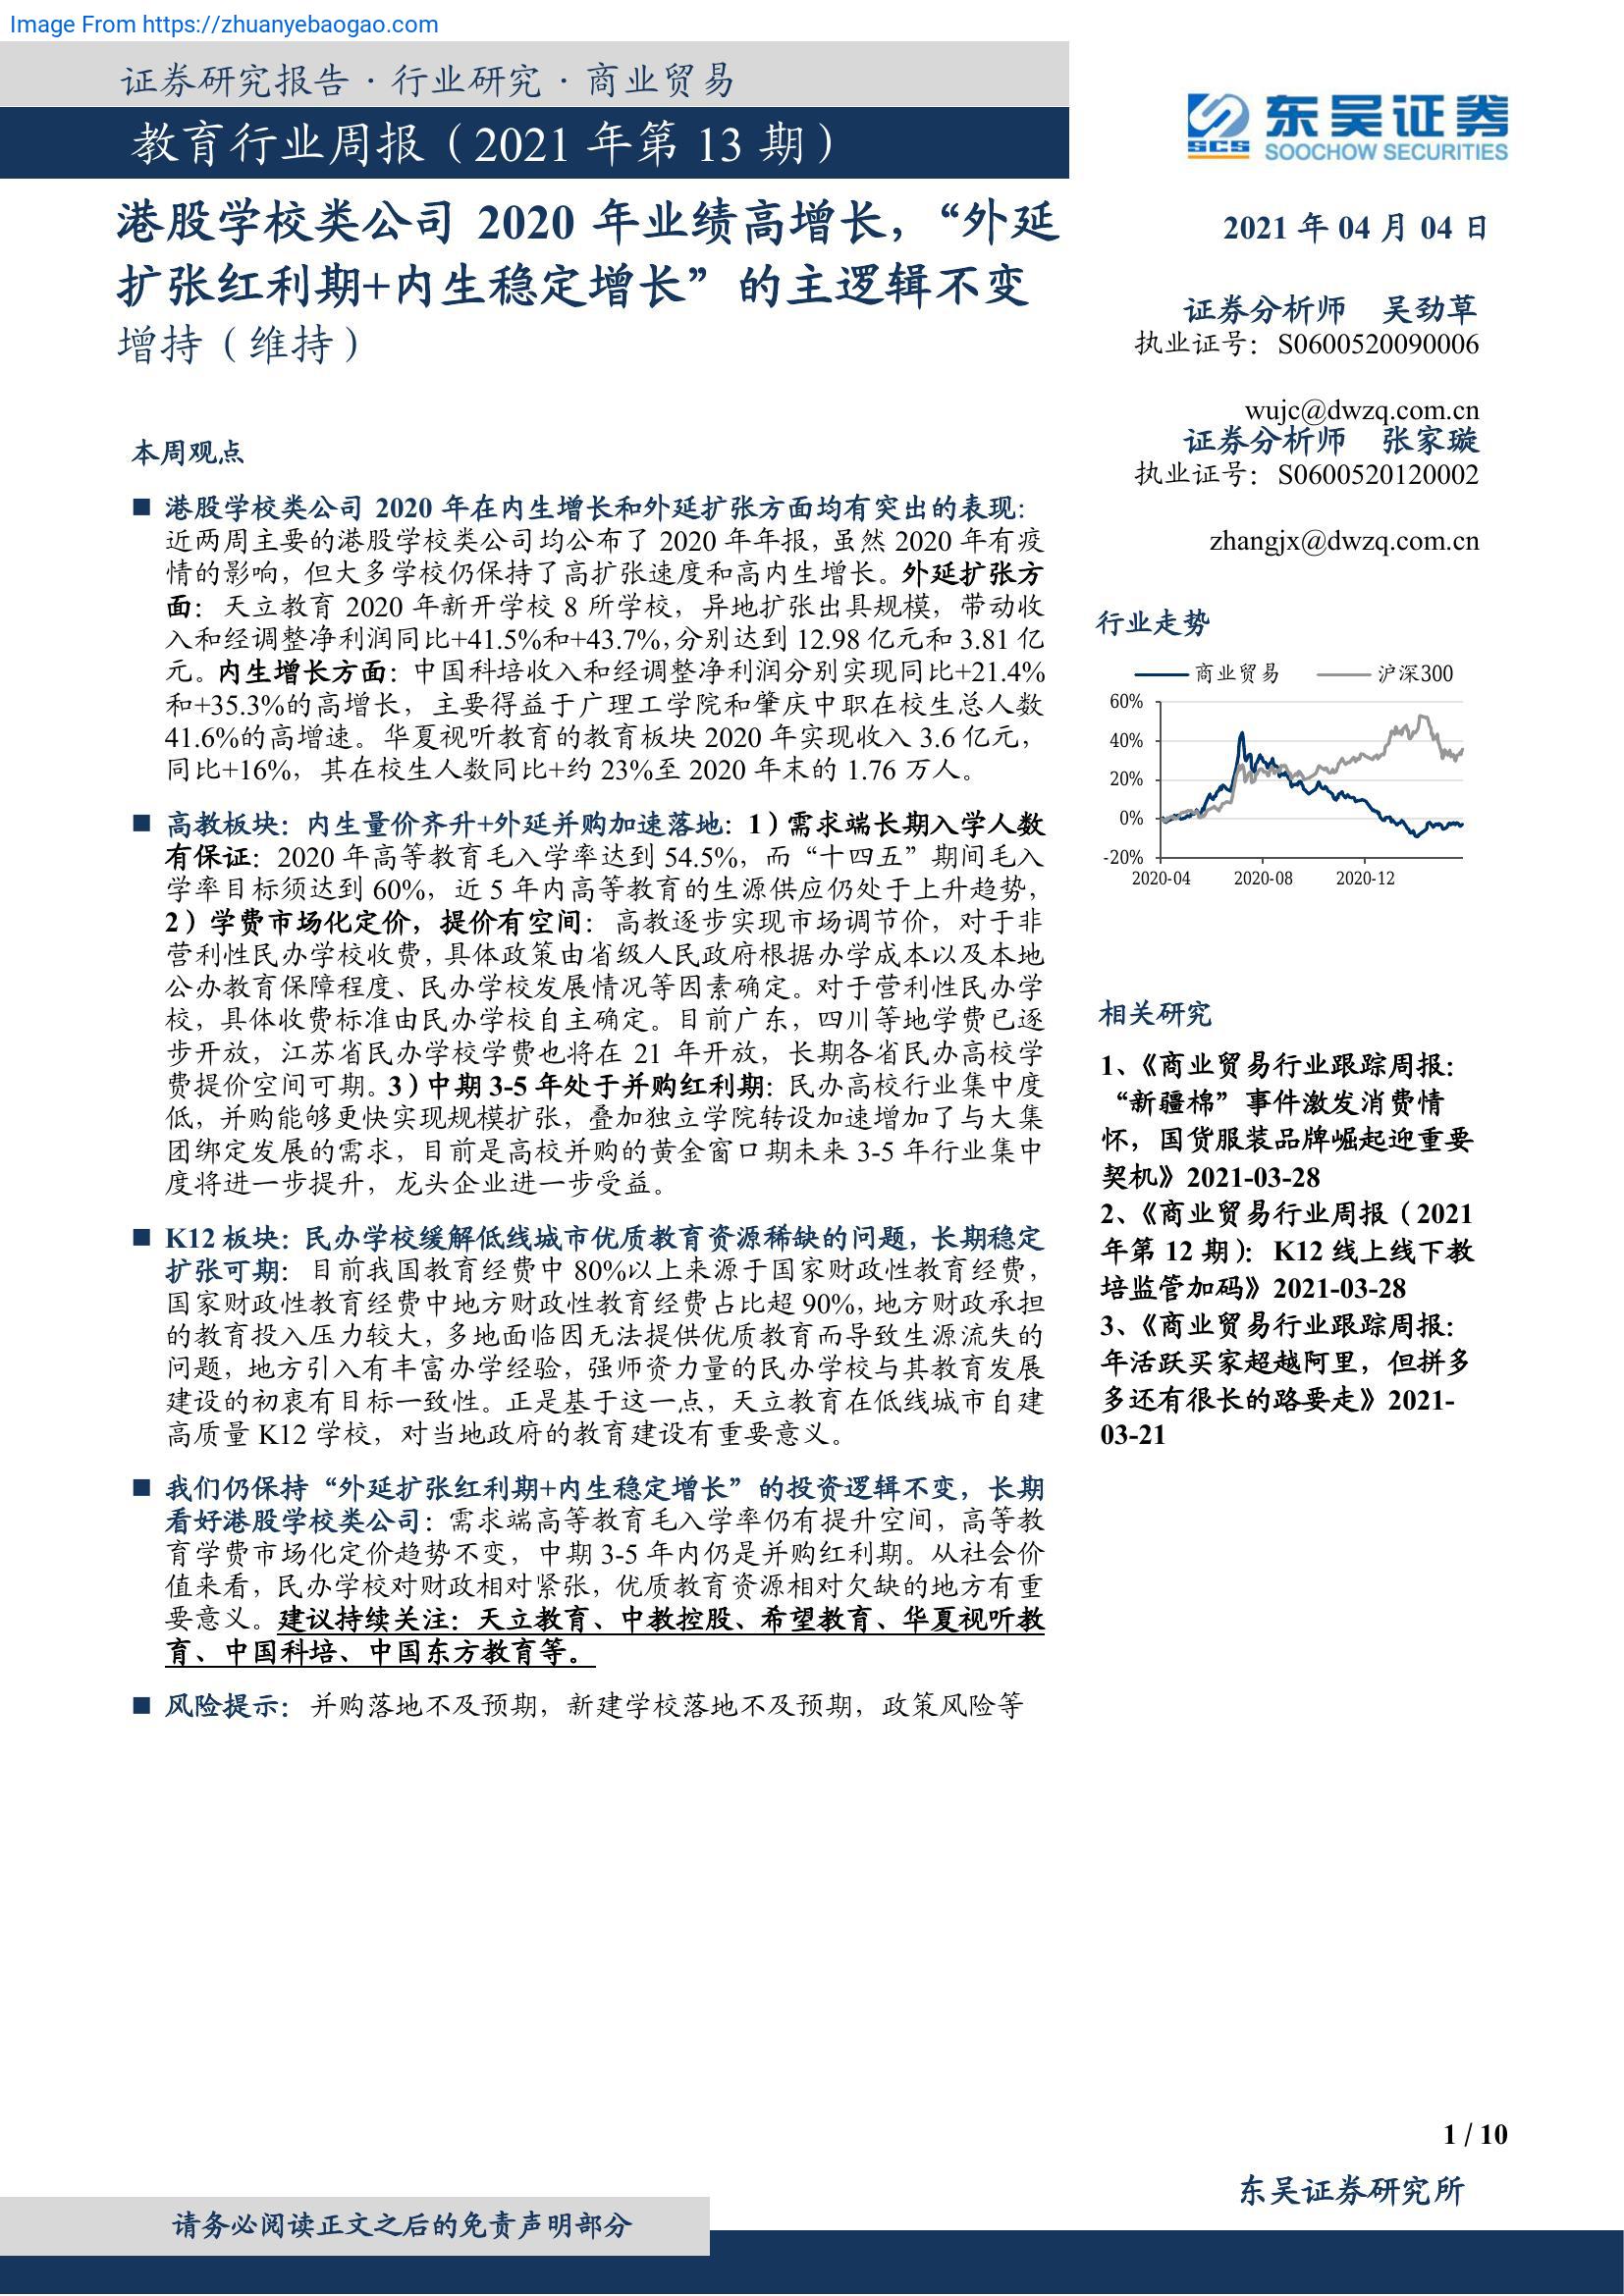 Image From https://zhuanyebaogao.com
证券研究报告·行业研究·商业贸易
教育行业周报（2021 年第 13 期）
东吴证券
SCS
SOOCHOW SECURITIES
港股学校类公司 2020 年业绩高增长，“外延
扩张红利期+内生稳定增长”的主逻辑不变
增持（维持）
2021 年 04 月 04 日
证券分析师 吴劲草
执业证号：S0600520090006
wujc@dwzq.com.cn
证券分析师 张家璇
执业证号：S0600520120002
zhangjx@dwzq.com.cn
本周观点
■ 港股学校类公司 2020 年在内生增长和外延扩张方面均有突出的表现：
近两周主要的港股学校类公司均公布了 2020 年年报，虽然 2020 年有疫
情的影响，但大多学校仍保持了高扩张速度和高内生增长。外延扩张方
面：天立教育 2020 年新开学校 8 所学校，异地扩张出具规模，带动收
入和经调整净利润同比+41.5%和+43.7%，分别达到 12.98 亿元和 3.81 亿
元。内生增长方面：中国科培收入和经调整净利润分别实现同比+21.4%
和+35.3%的高增长，主要得益于广理工学院和肇庆中职在校生总人数
41.6%的高增速。华夏视听教育的教育板块 2020 年实现收入 3.6 亿元，
同比+16%，其在校生人数同比+约 23%至 2020 年末的 1.76 万人。
■ 高教板块：内生量价齐升+外延并购加速落地：1）需求端长期入学人数
有保证：2020 年高等教育毛入学率达到 54.5%，而“十四五”期间毛入
学率目标须达到 60%，近 5 年内高等教育的生源供应仍处于上升趋势，
2）学费市场化定价，提价有空间：高教逐步实现市场调节价，对于非
营利性民办学校收费，具体政策由省级人民政府根据办学成本以及本地
公办教育保障程度、民办学校发展情况等因素确定。对于营利性民办学
校，具体收费标准由民办学校自主确定。目前广东，四川等地学费已逐
步开放，江苏省民办学校学费也将在 21 年开放，长期各省民办高校学
费提价空间可期。3）中期 3-5 年处于并购红利期：民办高校行业集中度
低，并购能够更快实现规模扩张，叠加独立学院转设加速增加了与大集
团绑定发展的需求，目前是高校并购的黄金窗口期未来 3-5 年行业集中
度将进一步提升，龙头企业进一步受益。
■ K12 板块：民办学校缓解低线城市优质教育资源稀缺的问题，长期稳定
扩张可期：目前我国教育经费中 80%以上来源于国家财政性教育经费，
国家财政性教育经费中地方财政性教育经费占比超 90%，地方财政承担
的教育投入压力较大，多地面临因无法提供优质教育而导致生源流失的
问题，地方引入有丰富办学经验，强师资力量的民办学校与其教育发展
建设的初衷有目标一致性。正是基于这一点，天立教育在低线城市自建
高质量 K12 学校，对当地政府的教育建设有重要意义。
■ 我们仍保持“外延扩张红利期+内生稳定增长”的投资逻辑不变，长期
看好港股学校类公司：需求端高等教育毛入学率仍有提升空间，高等教
育学费市场化定价趋势不变，中期 3-5 年内仍是并购红利期。从社会价
值来看，民办学校对财政相对紧张，优质教育资源相对欠缺的地方有重
要意义。建议持续关注：天立教育、中教控股、希望教育、华夏视听教
育、中国科培、中国东方教育等。
■ 风险提示：并购落地不及预期，新建学校落地不及预期，政策风险等
行业走势
商业贸易 沪深300
60%
40%
20%
0%
-20%
2020-04 2020-08 2020-12
相关研究
1、《商业贸易行业跟踪周报：
“新疆棉”事件激发消费情
怀，国货服装品牌崛起迎重要
契机》2021-03-28
2、《商业贸易行业周报（2021
年第 12 期）：K12 线上线下教
培监管加码》2021-03-28
3、《商业贸易行业跟踪周报：
年活跃买家超越阿里，但拼多
多还有很长的路要走》2021-
03-21
1 / 10
东吴证券研究所
请务必阅读正文之后的免责声明部分